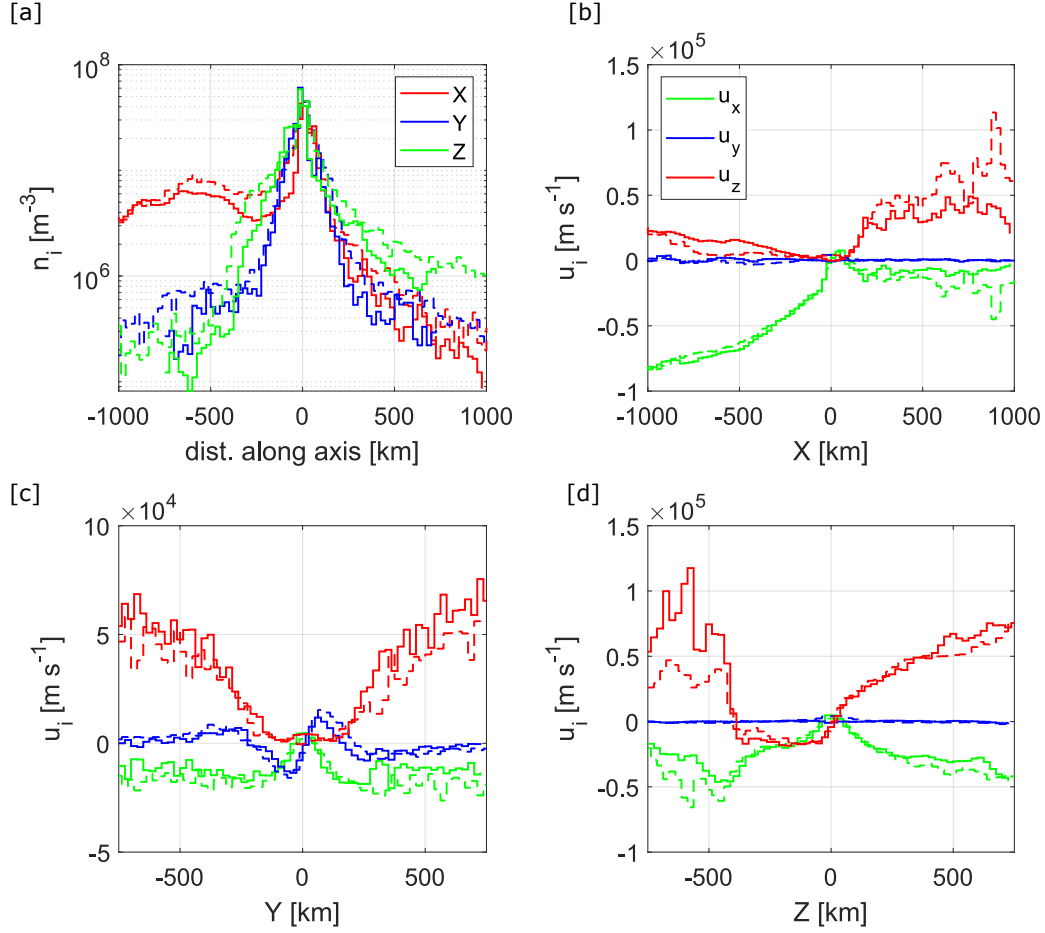 [a]
10^8
10^6
n_i [m^-3]
X
Y
Z
-1000
-500
0
500
1000
dist. along axis [km]
[b]
×10^5
1.5
1
0.5
0
-0.5
-1
u_i [m s^-1]
u_x
u_y
u_z
-1000
-500
0
500
1000
X [km]
[c]
×10^4
10
5
0
-5
u_i [m s^-1]
-500
0
500
Y [km]
[d]
×10^5
1.5
1
0.5
0
-0.5
-1
u_i [m s^-1]
-500
0
500
Z [km]